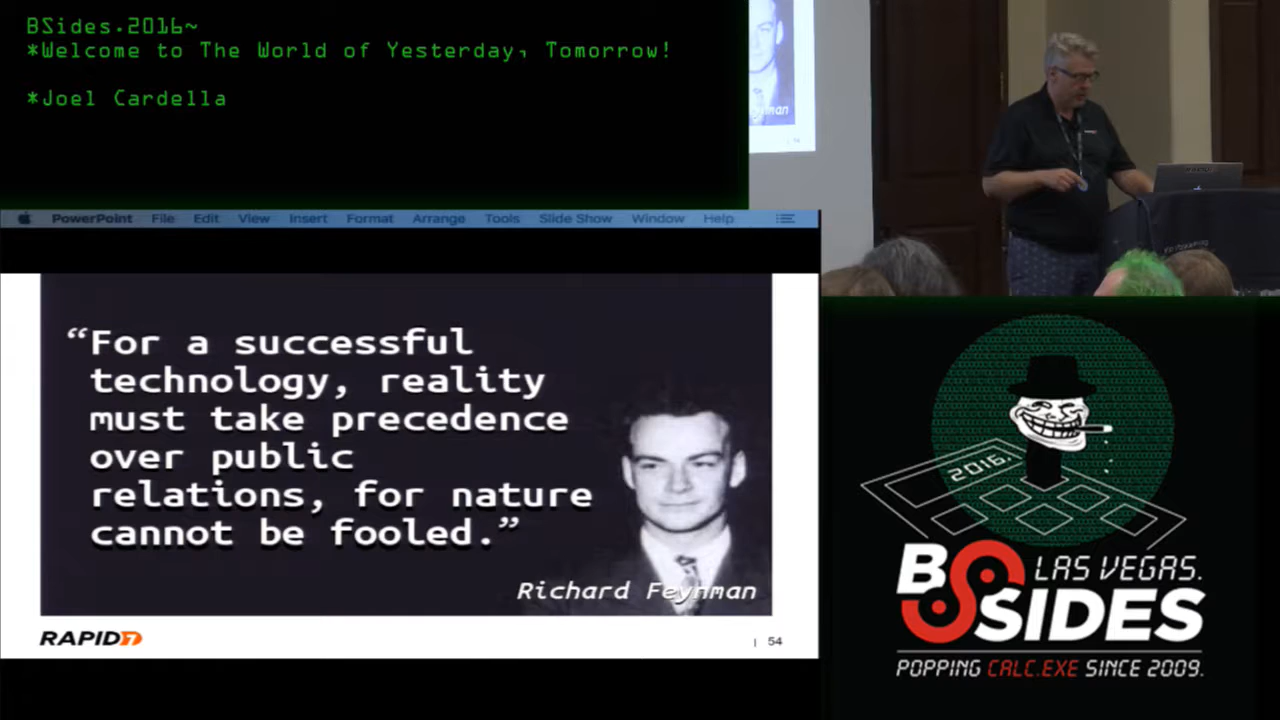 BSides.2016~
*Welcome to The World of Yesterday, Tomorrow!
*Joel Cardella
PowerPoint File Edit View Insert Format Arrange Tools Slide Show Window Help
“For a successful
technology, reality
must take precedence
over public
relations, for nature
cannot be fooled.”
Richard Feynman
RAPID7
| 54
2016.
BSIDES
LAS VEGAS.
POPPING CALC.EXE SINCE 2009.